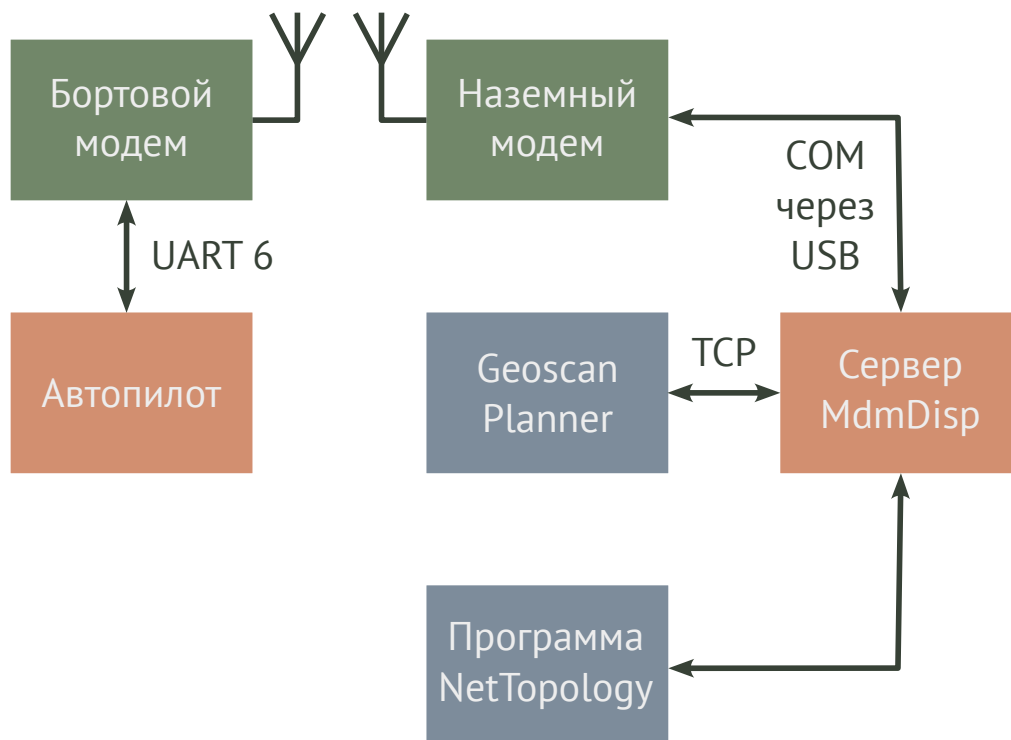 Бортовой
модем
Наземный
модем
COM
через
USB
UART 6
Автопилот
Geoscan
Planner
TCP
Сервер
MdmDisp
Программа
NetTopology